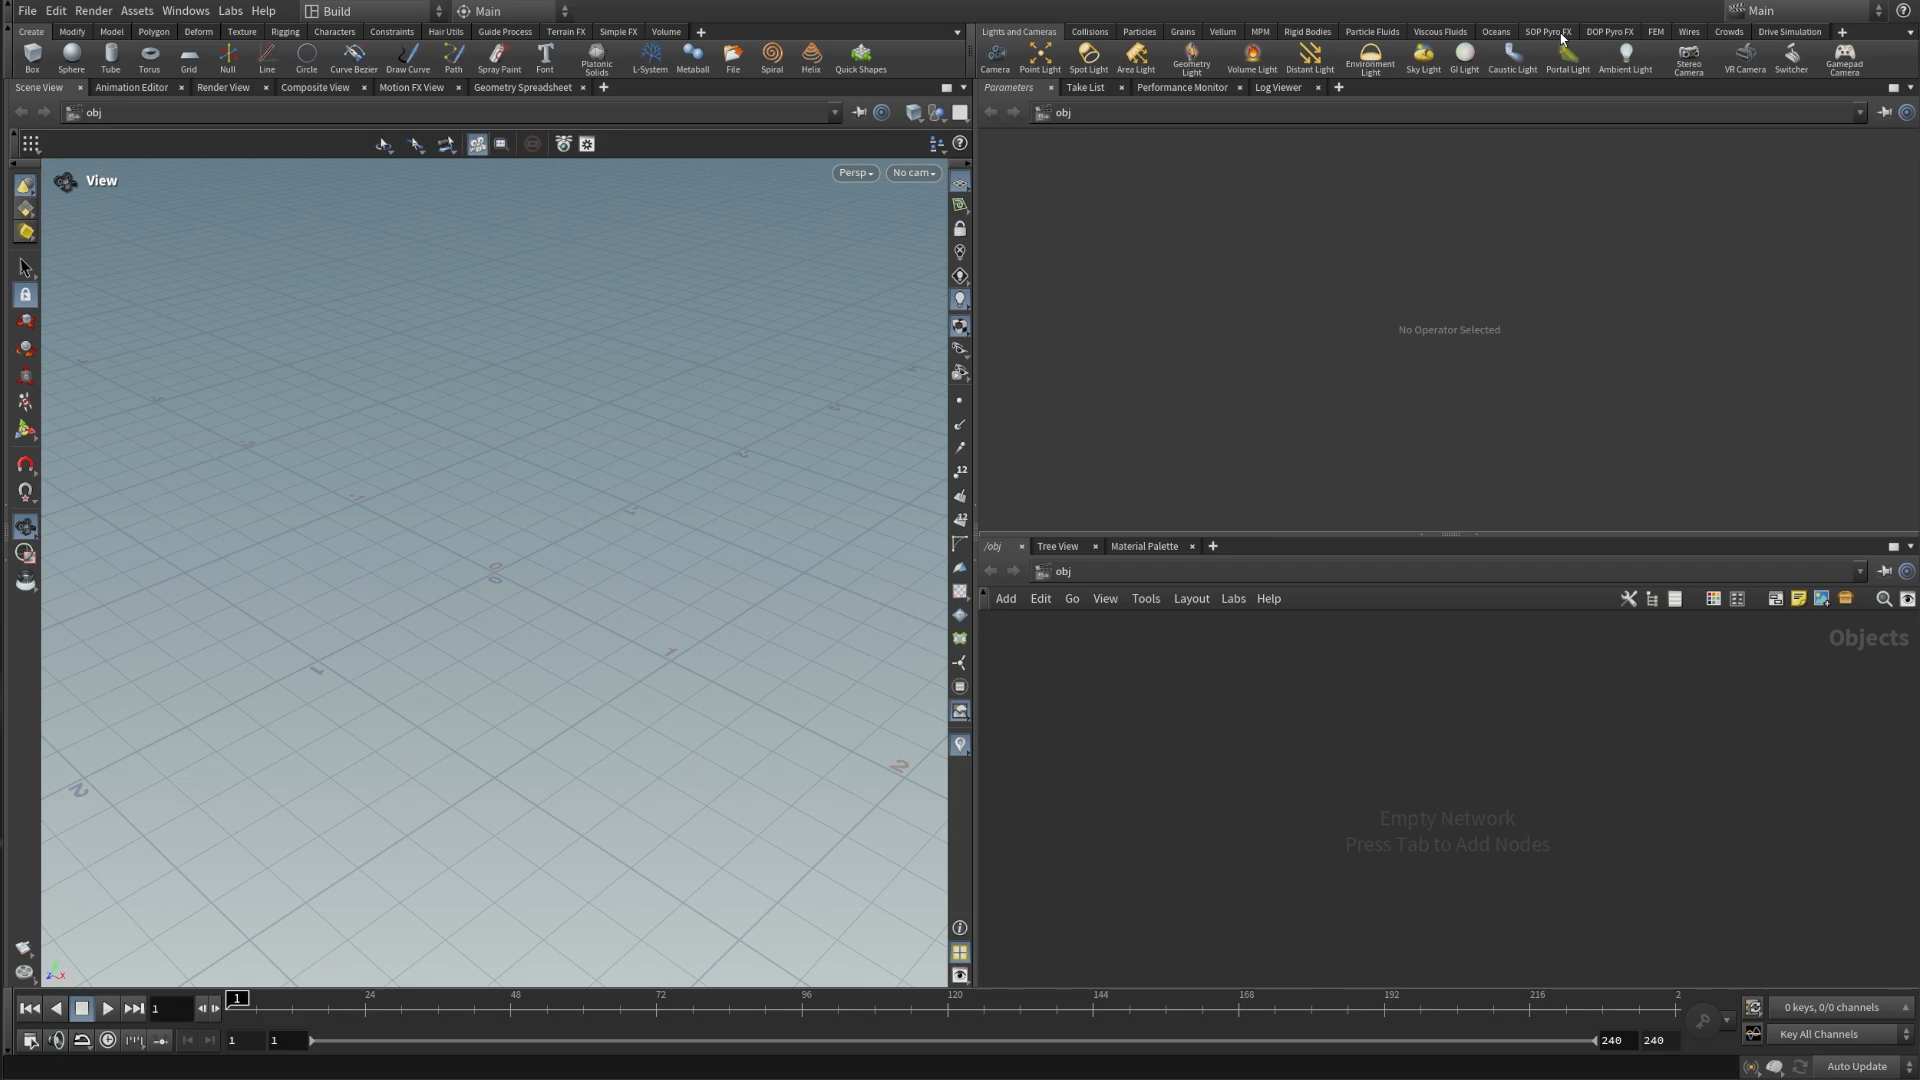 File Edit Render Assets Windows Labs Help Build Main Main
Create Modify Model Polygon Deform Texture Rigging Characters Constraints Hair Utils Guide Process Terrain FX Simple FX Volume
Lights and Cameras Collisions Particles Grains Vellum MPM Rigid Bodies Particle Fluids Viscous Fluids Oceans SOP Pyro FX DOP Pyro FX FEM Wires Crowds Drive Simulation
Box Sphere Tube Torus Grid Null Line Circle Curve Bezier Draw Curve Path Spray Paint Font Platonic Solids L-System Metaball File Spiral Helix Quick Shapes
Camera Point Light Spot Light Area Light Geometry Light Volume Light Distant Light Environment Light Sky Light GI Light Caustic Light Portal Light Ambient Light Stereo Camera VR Camera Switcher Gamepad Camera
Scene View Animation Editor Render View Composite View Motion FX View Geometry Spreadsheet
Parameters Take List Performance Monitor Log Viewer
obj
obj
View
Persp No cam
No Operator Selected
12
12
0
0
1
1
2
2
/obj Tree View Material Palette
obj
Add Edit Go View Tools Layout Labs Help
Objects
Empty Network
Press Tab to Add Nodes
z x
1 1 24 48 72 96 120 144 168 192 216 2
0 keys, 0/0 channels
1 1 240 240
Key All Channels
Auto Update